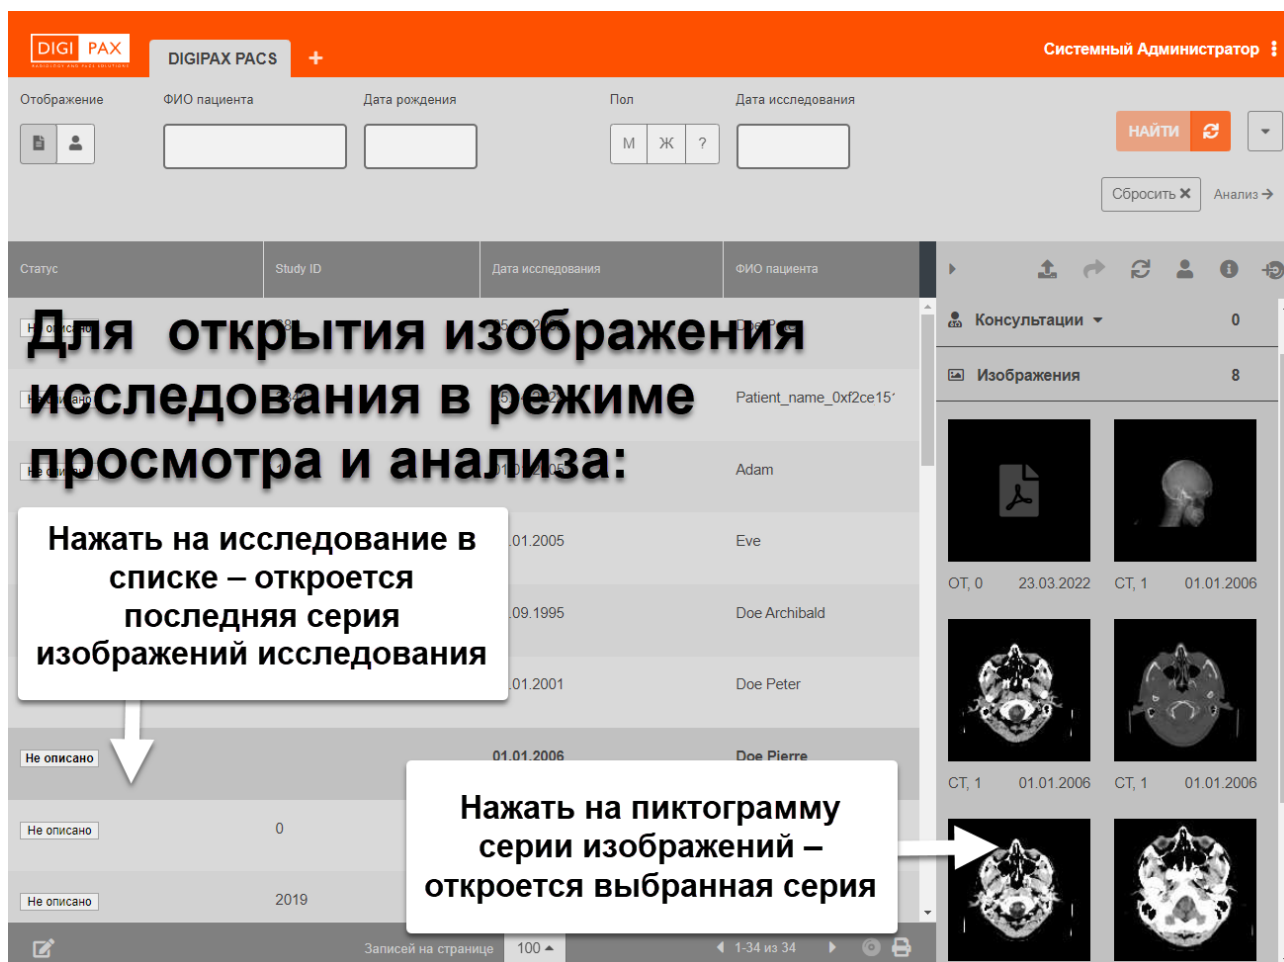 DIGI PAX
DIGIPAX PACS +
Системный Администратор
Отображение ФИО пациента Дата рождения Пол Дата исследования
М Ж ?
НАЙТИ
Сбросить Анализ
Статус Study ID Дата исследования ФИО пациента
Для открытия изображения
исследования в режиме
просмотра и анализа:
Консультации 0
Изображения 8
Patient_name_0xf2ce15
Adam
Нажать на исследование в
списке – откроется
последняя серия
изображений исследования
.01.2005 Eve
.09.1995 Doe Archibald
.01.2001 Doe Peter
Не описано 01.01.2006 Doe Pierre
Не описано 0
Не описано 2019
OT, 0 23.03.2022 CT, 1 01.01.2006
CT, 1 01.01.2006 CT, 1 01.01.2006
Нажать на пиктограмму
серии изображений –
откроется выбранная серия
Записей на странице 100 1-34 из 34